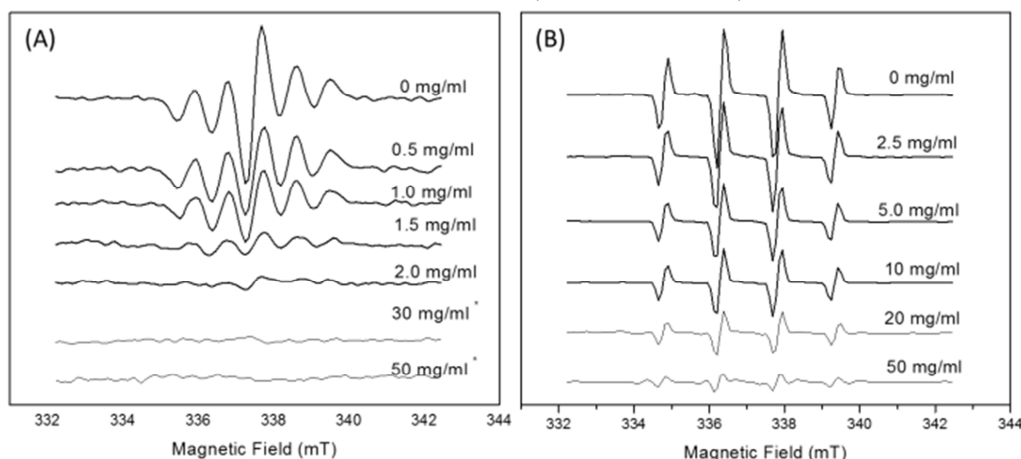 (A)
0 mg/ml
0.5 mg/ml
1.0 mg/ml
1.5 mg/ml
2.0 mg/ml
30 mg/ml *
50 mg/ml *
332 334 336 338 340 342 344
Magnetic Field (mT)
(B)
0 mg/ml
2.5 mg/ml
5.0 mg/ml
10 mg/ml
20 mg/ml
50 mg/ml
332 334 336 338 340 342 344
Magnetic Field (mT)